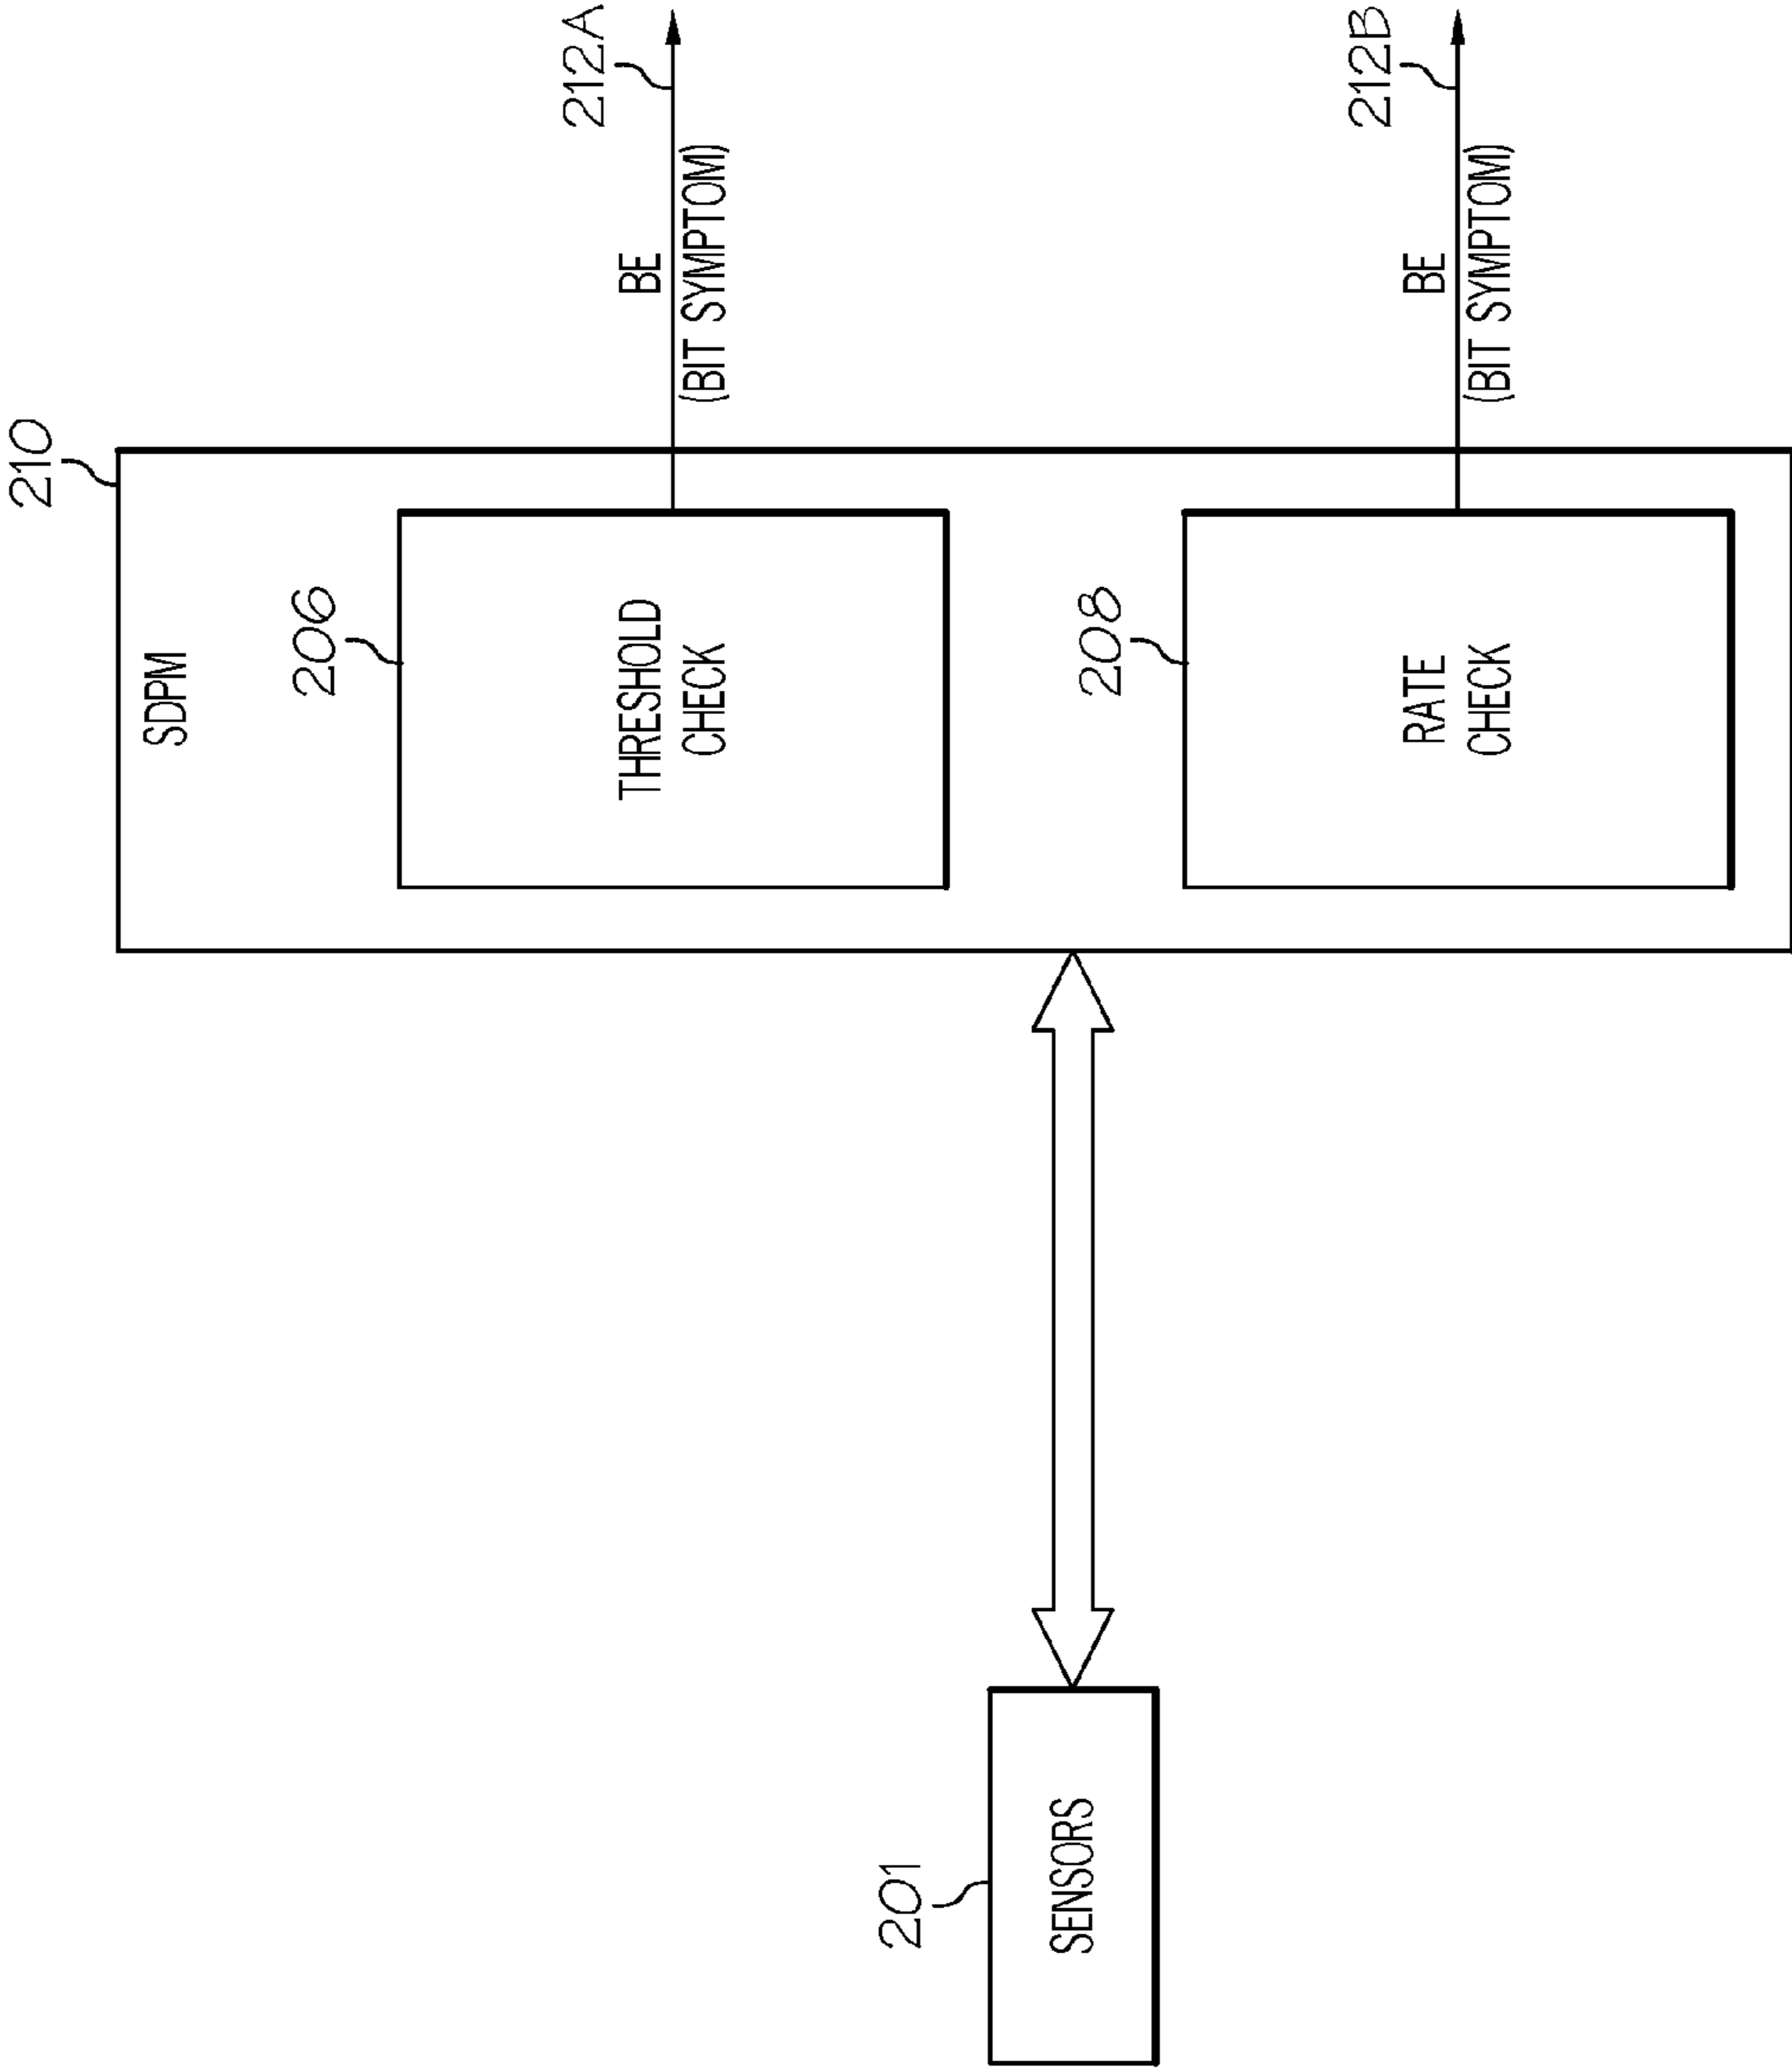 210
SDPM
206
THRESHOLD
CHECK
212A
BE
(BIT SYMPTOM)
201
SENSORS
208
RATE
CHECK
212B
BE
(BIT SYMPTOM)